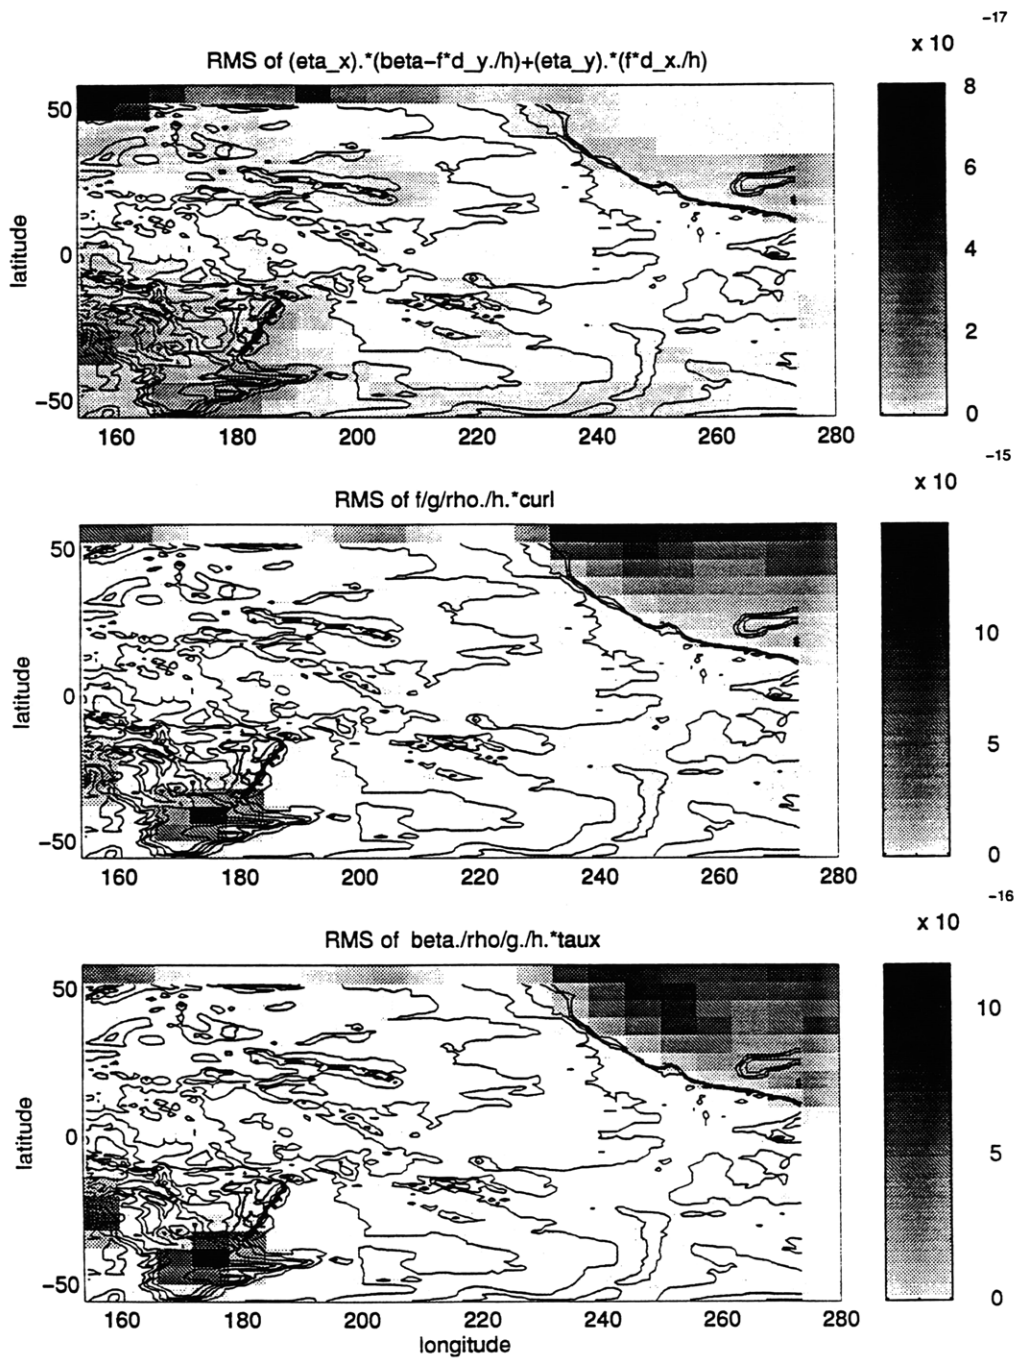 -17
x 10
RMS of (eta_x).*(beta-f*d_y./h)+(eta_y).*(f*d_x./h)
8
6
4
2
0
50
0
-50
latitude
160 180 200 220 240 260 280
-15
x 10
RMS of f/g/rho./h.*curl
10
5
0
50
0
-50
latitude
160 180 200 220 240 260 280
-16
x 10
RMS of beta./rho/g./h.*taux
10
5
0
50
0
-50
latitude
160 180 200 220 240 260 280
longitude